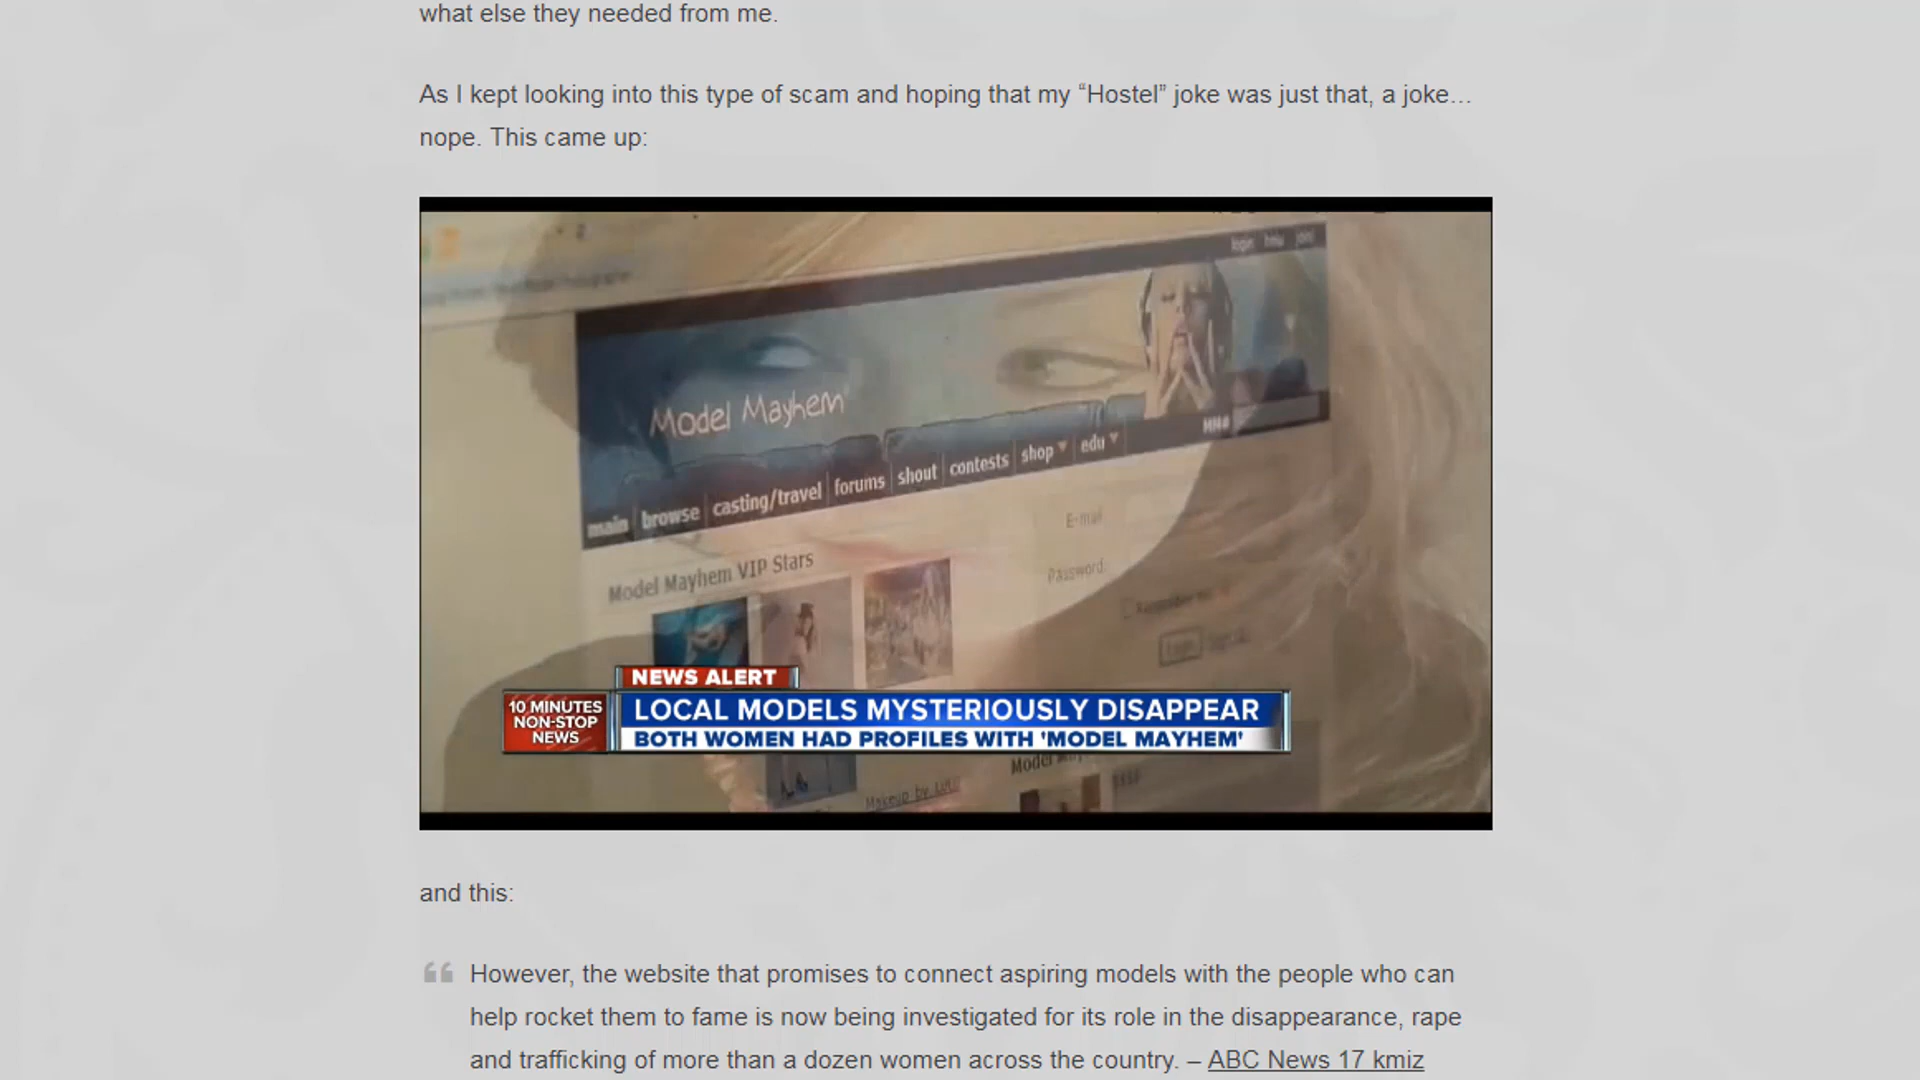 what else they needed from me.
As I kept looking into this type of scam and hoping that my “Hostel” joke was just that, a joke…
nope. This came up:
login
join
Model Mayhem
MM#
main browse casting/travel forums shout contests shop edu
E-mail
Model Mayhem VIP Stars
Password:
NEWS ALERT
10 MINUTES
NON-STOP
NEWS
LOCAL MODELS MYSTERIOUSLY DISAPPEAR
BOTH WOMEN HAD PROFILES WITH 'MODEL MAYHEM'
Model
Makeup by
and this:
However, the website that promises to connect aspiring models with the people who can
help rocket them to fame is now being investigated for its role in the disappearance, rape
and trafficking of more than a dozen women across the country. – ABC News 17 kmiz